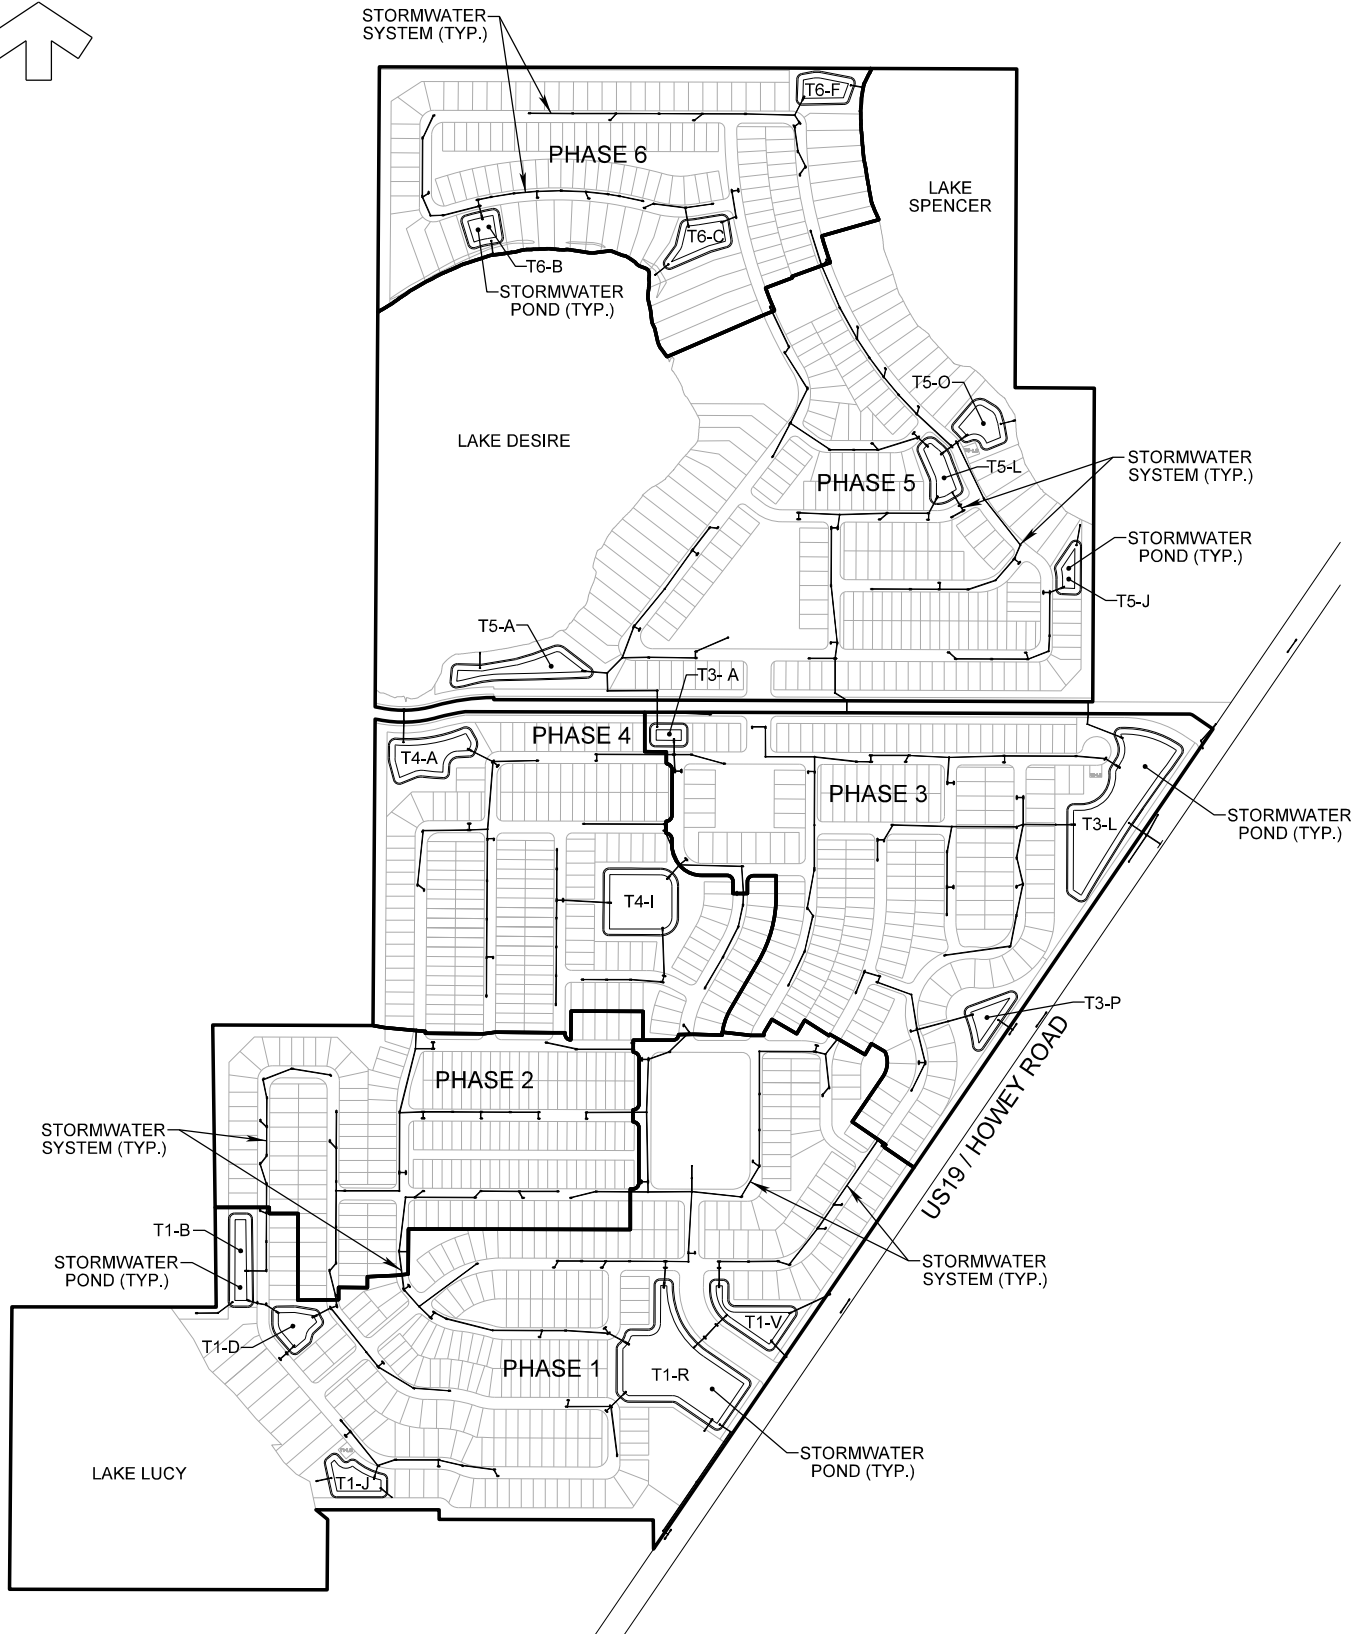 STORMWATER
SYSTEM (TYP.)
T6-F
PHASE 6
LAKE
SPENCER
T6-C
T6-B
STORMWATER
POND (TYP.)
T5-O
LAKE DESIRE
STORMWATER
SYSTEM (TYP.)
T5-L
PHASE 5
STORMWATER
POND (TYP.)
T5-J
T5-A
T3- A
PHASE 4
T4-A
PHASE 3
STORMWATER
POND (TYP.)
T3-L
T4-I
T3-P
US19 / HOWEY ROAD
PHASE 2
STORMWATER
SYSTEM (TYP.)
T1-B
STORMWATER
POND (TYP.)
STORMWATER
SYSTEM (TYP.)
T1-V
T1-D
PHASE 1
T1-R
STORMWATER
POND (TYP.)
LAKE LUCY
T1-J